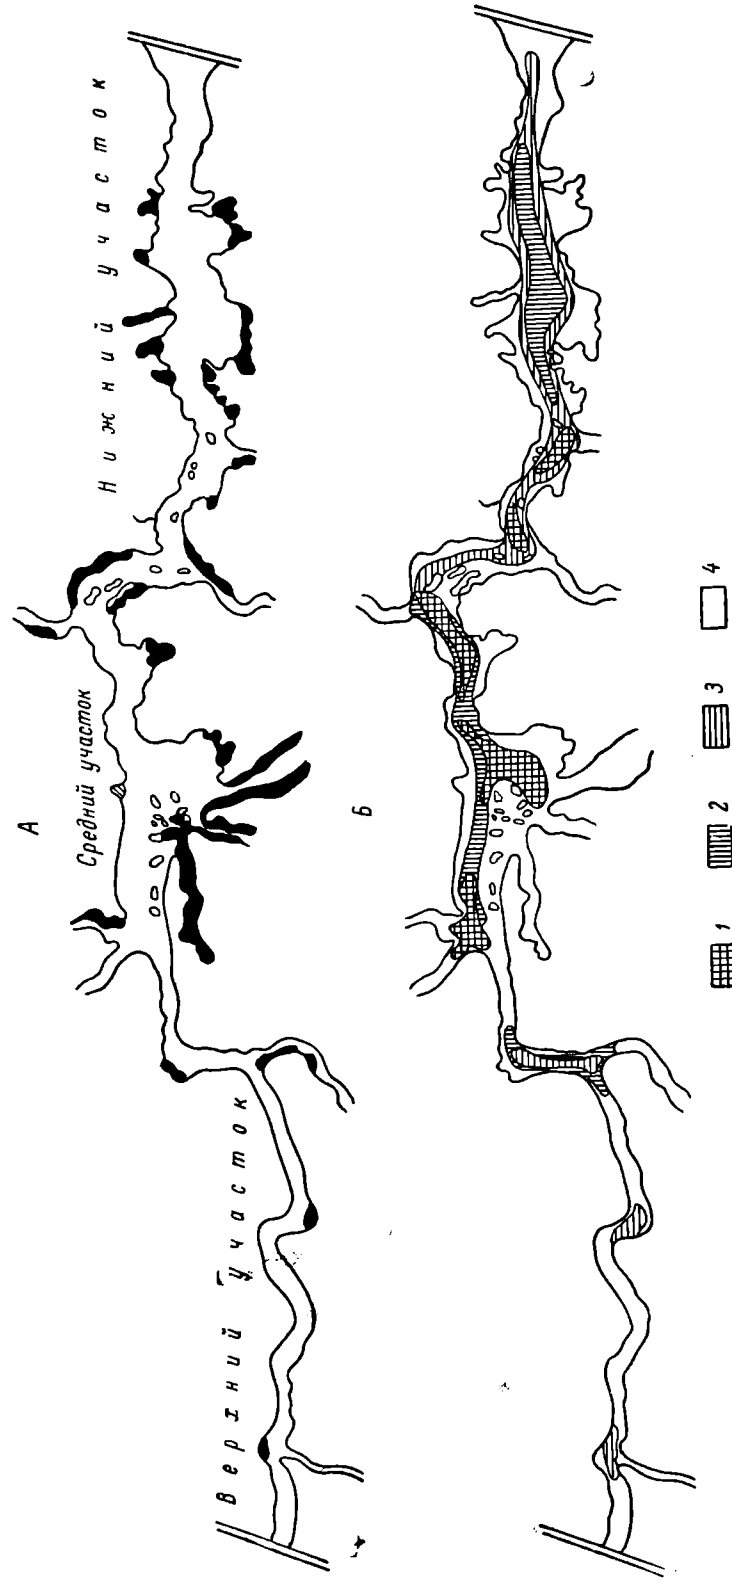 А
Верхний участок
Средний участок
Нижний участок
Б
1 2 3 4